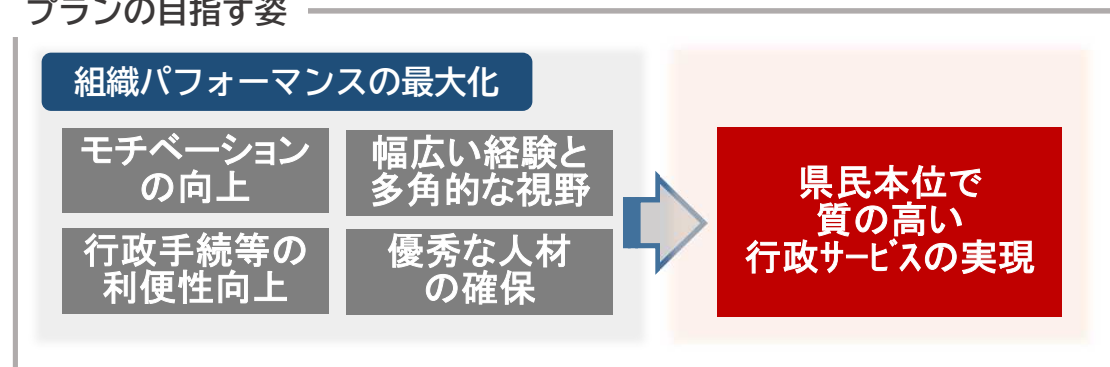 プランの目指す姿
組織パフォーマンスの最大化
モチベーション
の向上
幅広い経験と
多角的な視野
行政手続等の
利便性向上
優秀な人材
の確保
県民本位で
質の高い
行政ｻｰﾋﾞｽの実現